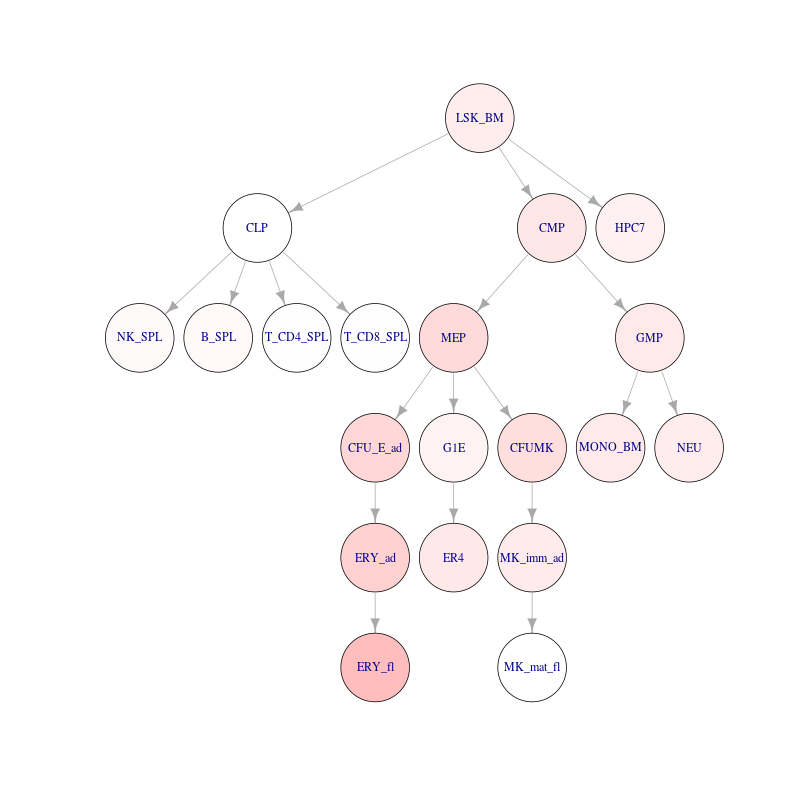 LSK_BM
CLP
CMP
HPC7
NK_SPL
B_SPL
T_CD4_SPL
T_CD8_SPL
MEP
GMP
CFU_E_ad
G1E
CFUMK
MONO_BM
NEU
ERY_ad
ER4
MK_imm_ad
ERY_fl
MK_mat_fl